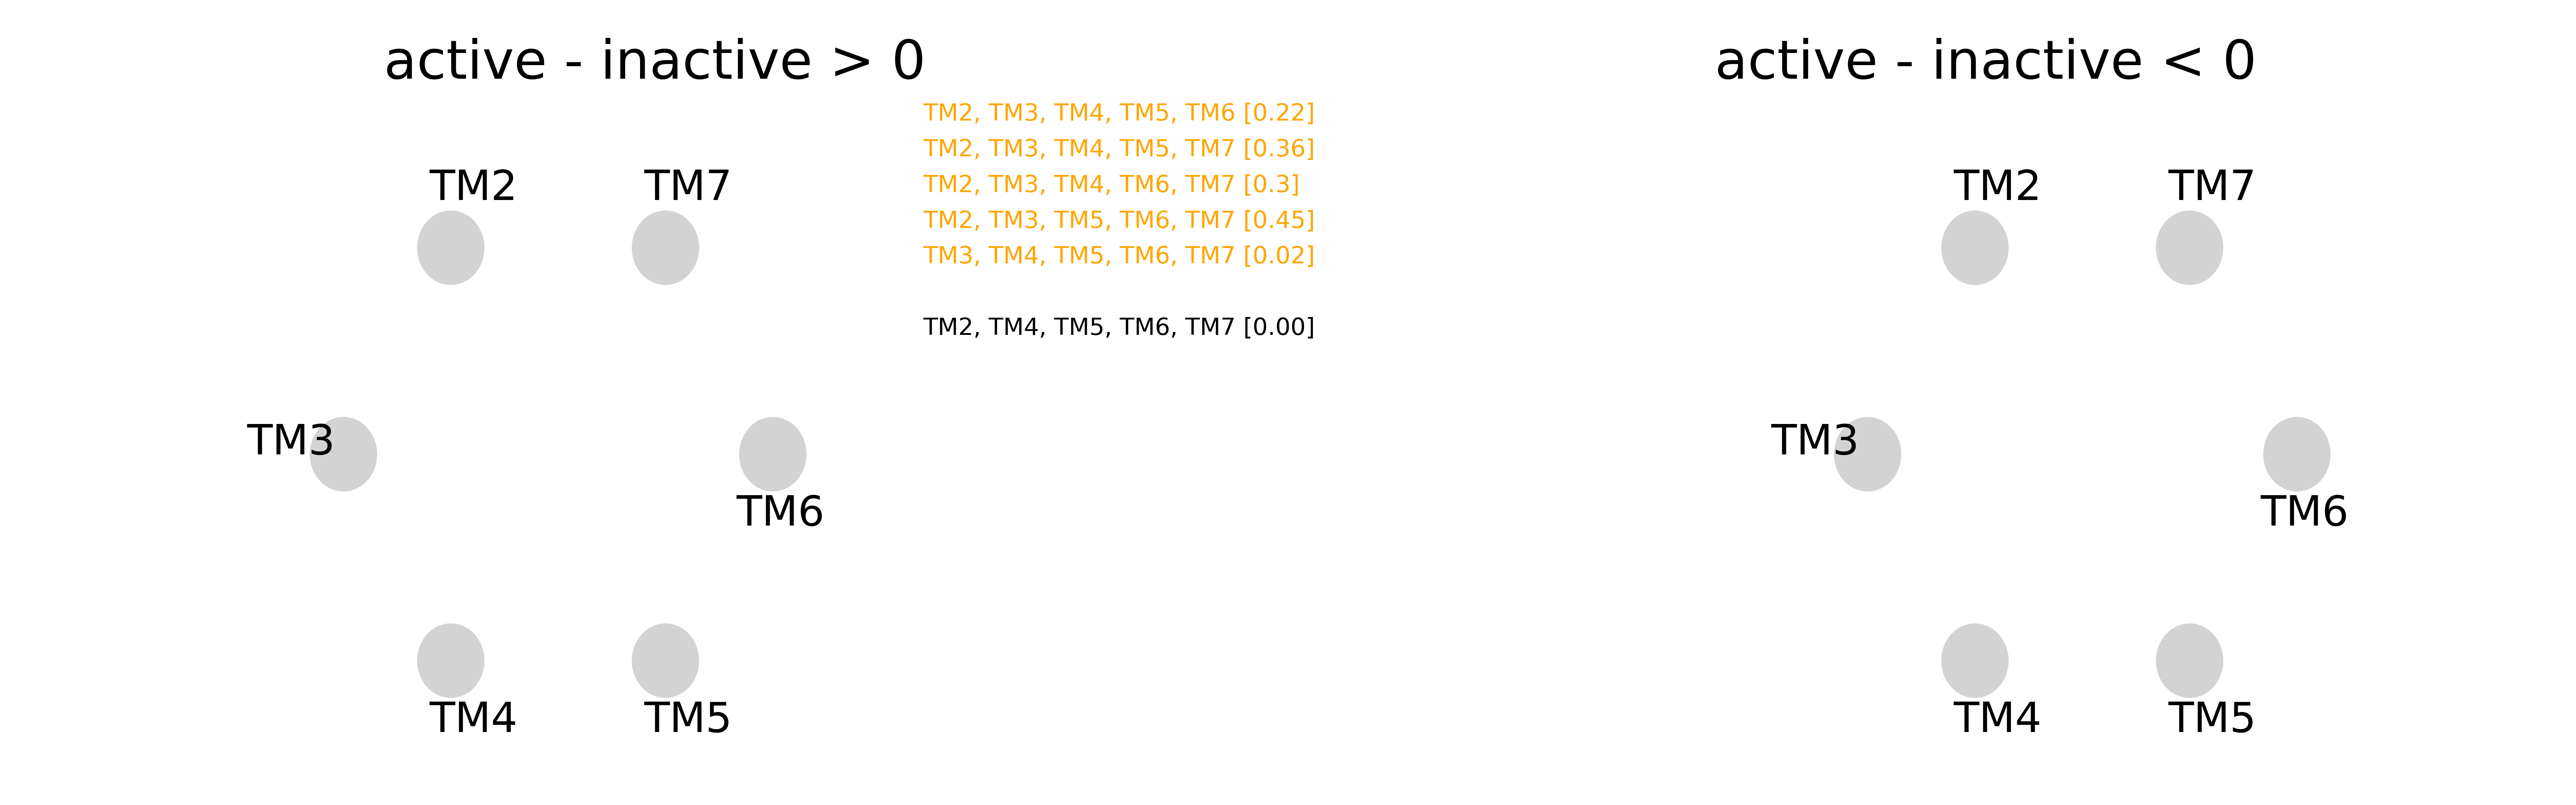 active - inactive > 0
TM2, TM3, TM4, TM5, TM6 [0.22]
TM2, TM3, TM4, TM5, TM7 [0.36]
TM2, TM3, TM4, TM6, TM7 [0.3]
TM2, TM3, TM5, TM6, TM7 [0.45]
TM3, TM4, TM5, TM6, TM7 [0.02]
TM2, TM4, TM5, TM6, TM7 [0.00]
TM2
TM7
TM3
TM6
TM4
TM5
active - inactive < 0
TM2
TM7
TM3
TM6
TM4
TM5